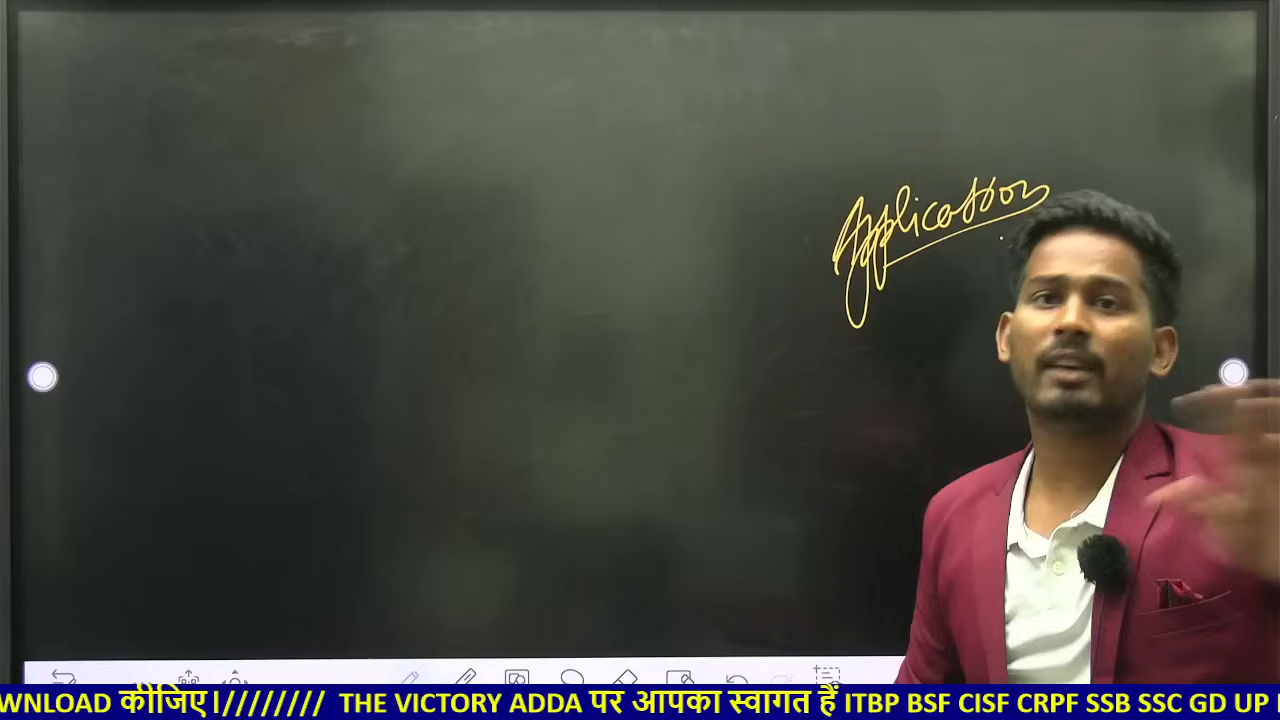 Application
WNLOAD कीजिए।//////// THE VICTORY ADDA पर आपका स्वागत हैं ITBP BSF CISF CRPF SSB SSC GD UP